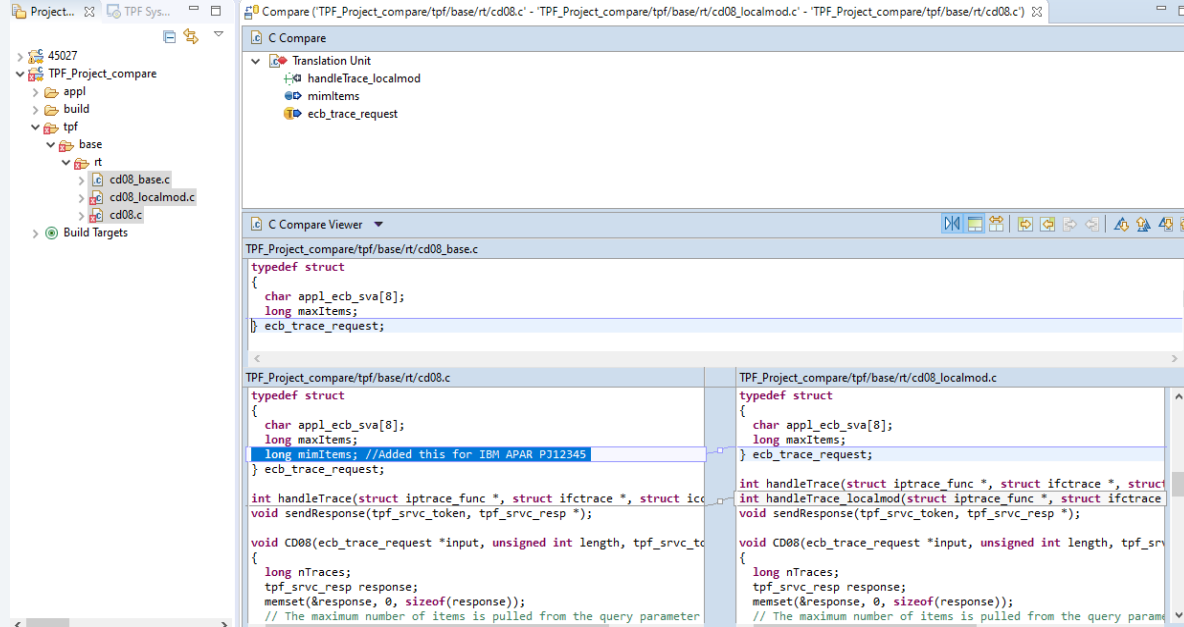 Project...
TPF Sys...
45027
TPF_Project_compare
appl
build
tpf
base
rt
cd08_base.c
cd08_localmod.c
cd08.c
Build Targets
Compare ('TPF_Project_compare/tpf/base/rt/cd08.c' - 'TPF_Project_compare/tpf/base/rt/cd08_localmod.c' - 'TPF_Project_compare/tpf/base/rt/cd08.c')
C Compare
Translation Unit
handleTrace_localmod
mimItems
ecb_trace_request
C Compare Viewer
TPF_Project_compare/tpf/base/rt/cd08_base.c
typedef struct
{
char appl_ecb_sva[8];
long maxItems;
} ecb_trace_request;
TPF_Project_compare/tpf/base/rt/cd08.c
typedef struct
{
char appl_ecb_sva[8];
long maxItems;
long mimItems; //Added this for IBM APAR PJ12345
} ecb_trace_request;
int handleTrace(struct iptrace_func *, struct ifctrace *, struct icc
void sendResponse(tpf_srvc_token, tpf_srvc_resp *);
void CD08(ecb_trace_request *input, unsigned int length, tpf_srvc_to
{
long nTraces;
tpf_srvc_resp response;
memset(&response, 0, sizeof(response));
// The maximum number of items is pulled from the query parameter
TPF_Project_compare/tpf/base/rt/cd08_localmod.c
typedef struct
{
char appl_ecb_sva[8];
long maxItems;
} ecb_trace_request;
int handleTrace(struct iptrace_func *, struct ifctrace *, struct
int handleTrace_localmod(struct iptrace_func *, struct ifctrace
void sendResponse(tpf_srvc_token, tpf_srvc_resp *);
void CD08(ecb_trace_request *input, unsigned int length, tpf_srv
{
long nTraces;
tpf_srvc_resp response;
memset(&response, 0, sizeof(response));
// The maximum number of items is pulled from the query parame